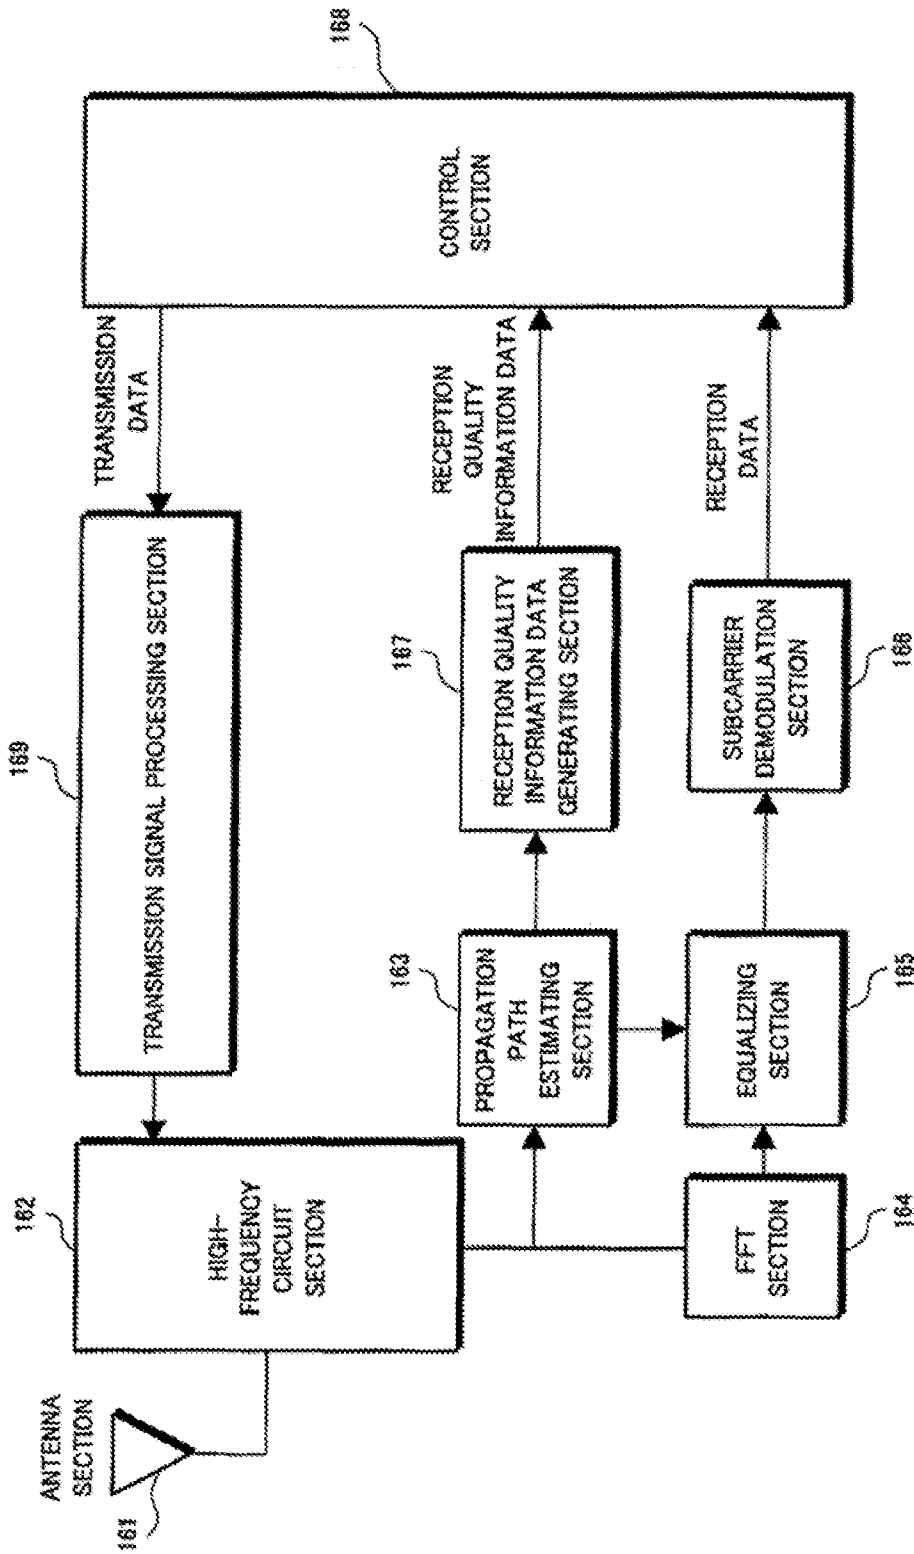 ANTENNA
SECTION
161
162
HIGH-
FREQUENCY
CIRCUIT
SECTION
169
TRANSMISSION SIGNAL PROCESSING SECTION
TRANSMISSION
DATA
168
CONTROL
SECTION
163
PROPAGATION
PATH
ESTIMATING
SECTION
167
RECEPTION QUALITY
INFORMATION DATA
GENERATING SECTION
RECEPTION
QUALITY
INFORMATION DATA
FFT
SECTION
164
EQUALIZING
SECTION
165
SUBCARRIER
DEMODULATION
SECTION
166
RECEPTION
DATA